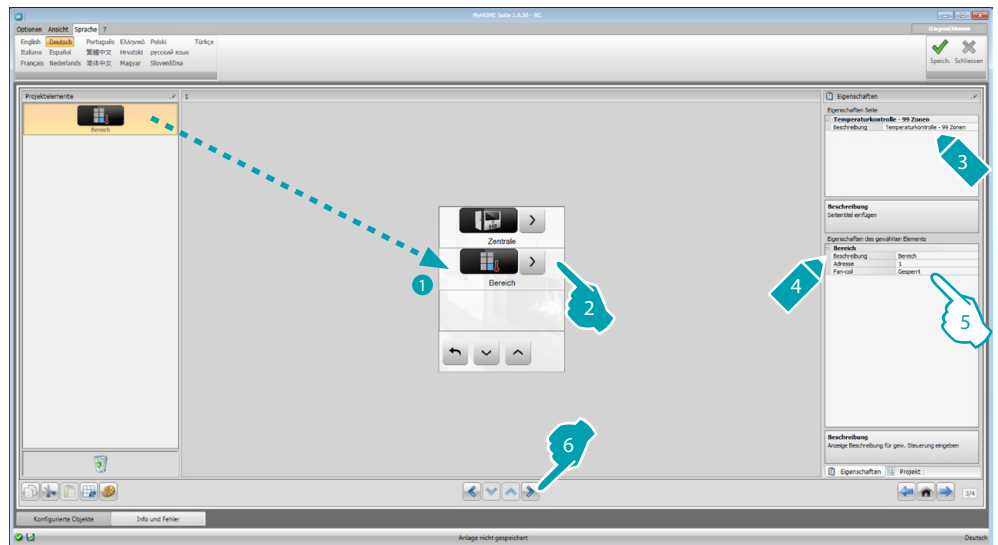 MyHOME Suite 1.0.20 - RC
Optionen Ansicht Sprache ?
English Deutsch Português Ελληνικό Polski Türkçe
Italiano Español 繁體中文 Hrvatski русский язык
Français Nederlands 简体中文 Magyar Slovenščina
Speich. Schliessen
Projektelemente
1
Eigenschaften
Bereich
Eigenschaften Seite
Temperaturkontrolle - 99 Zonen
Beschreibung Temperaturkontrolle - 99 Zonen
3
Beschreibung
Seitentitel einfügen
Zentrale
Bereich
1
2
Eigenschaften des gewählten Elements
Bereich
Beschreibung Bereich
Adresse 1
Fan-coil Gesperrt
4
5
6
Beschreibung
Anzeige Beschreibung für gew. Steuerung eingeben
Eigenschaften Projekt
3/4
Konfigurierte Objekte Info und Fehler
Anlage nicht gespeichert
Deutsch